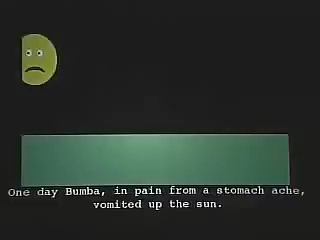 One day Bumba, in pain from a stomach ache,
vomited up the sun.